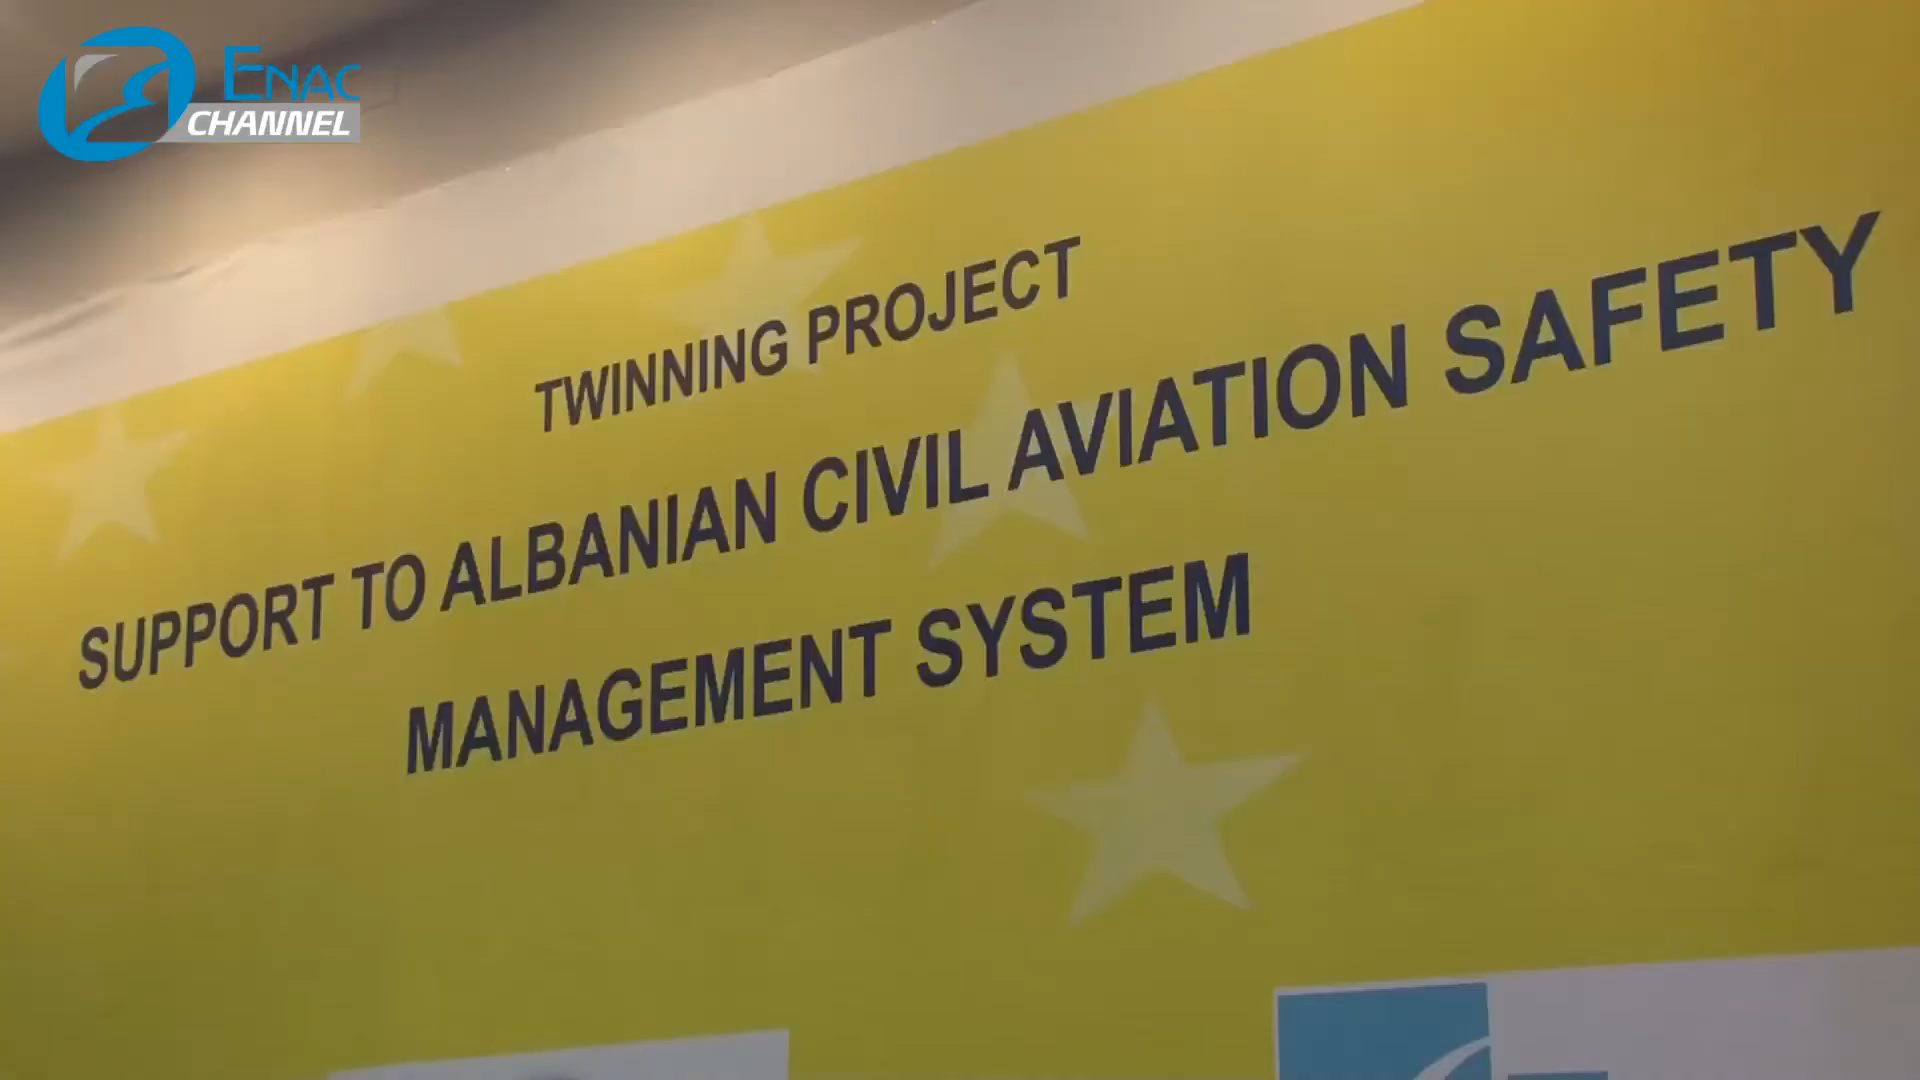 ENAC
CHANNEL
TWINNING PROJECT
SUPPORT TO ALBANIAN CIVIL AVIATION SAFETY
MANAGEMENT SYSTEM